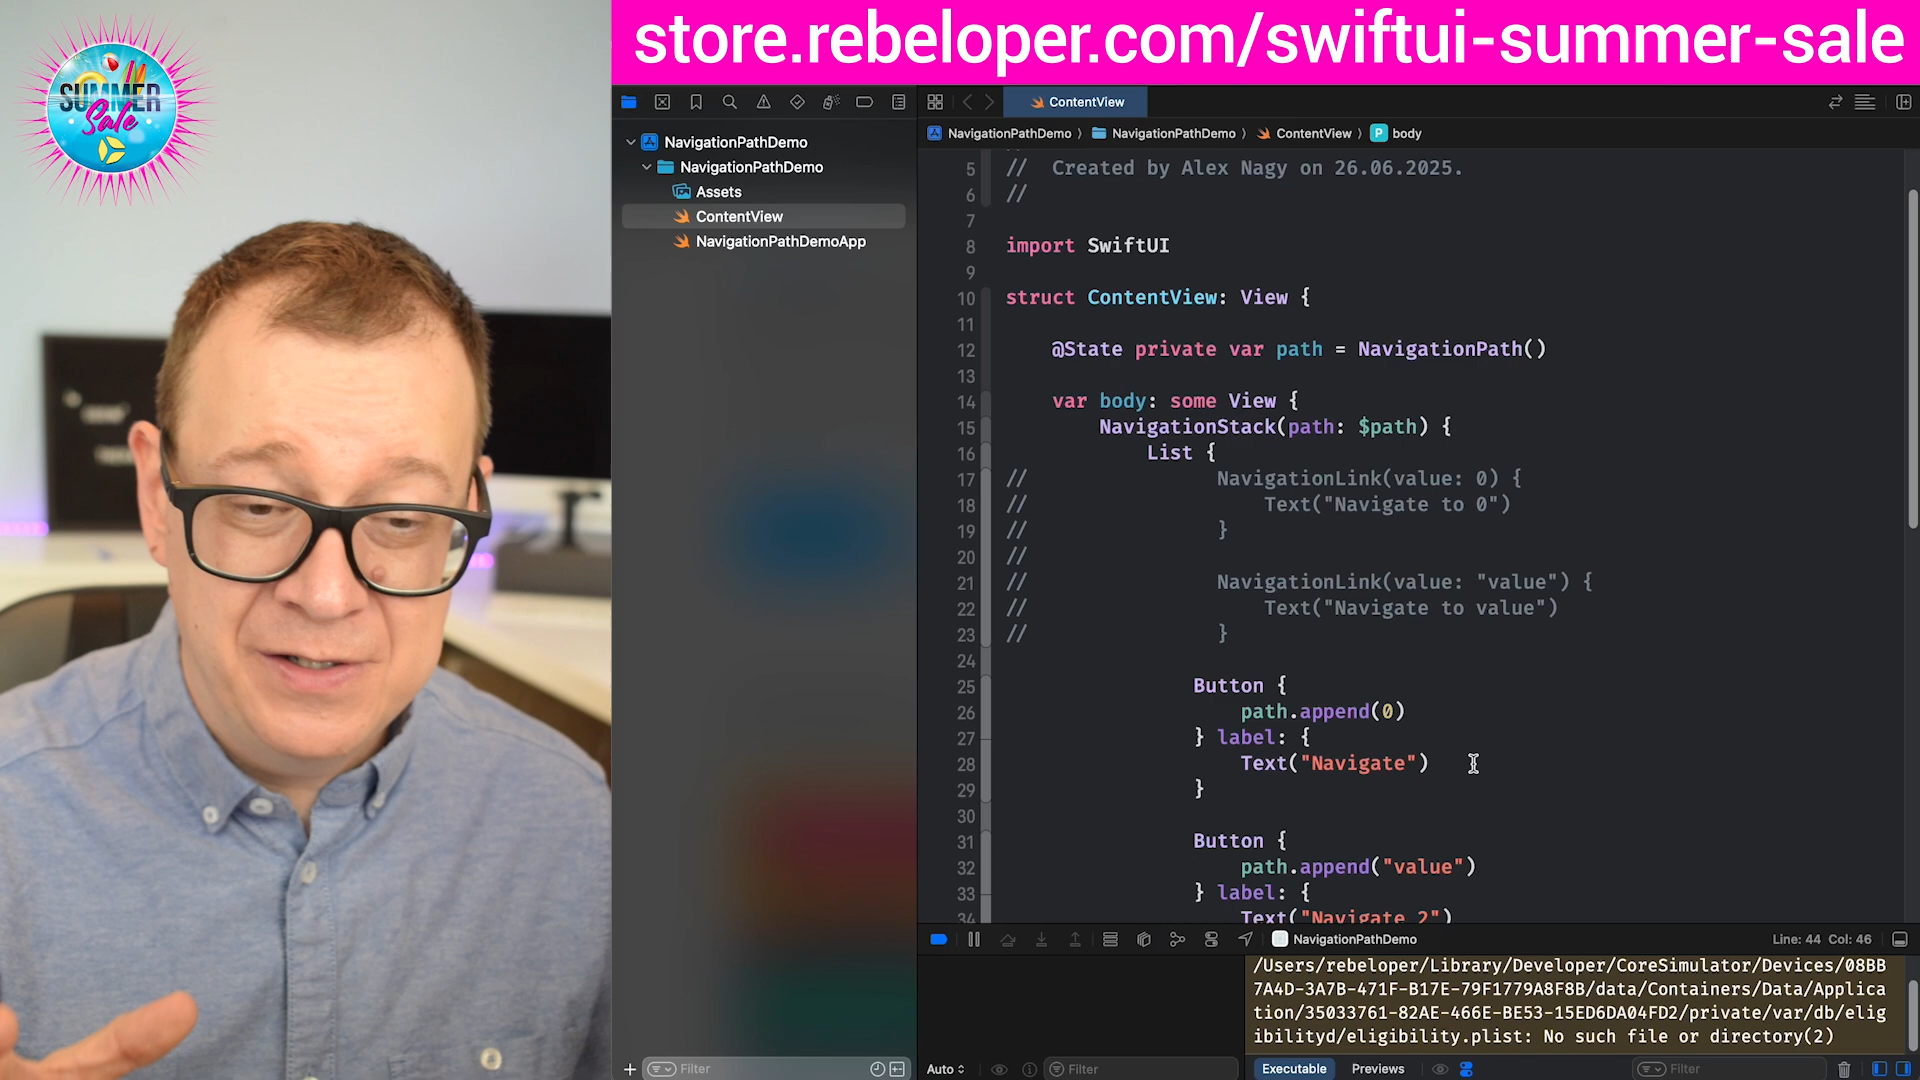 SUMMER
Sale
store.rebeloper.com/swiftui-summer-sale
ContentView
NavigationPathDemo
NavigationPathDemo
Assets
ContentView
NavigationPathDemoApp
NavigationPathDemo 〉 NavigationPathDemo 〉 ContentView 〉 P body
5 //  Created by Alex Nagy on 26.06.2025.
6 //
7
8 import SwiftUI
9
10 struct ContentView: View {
11
12 @State private var path = NavigationPath()
13
14 var body: some View {
15 NavigationStack(path: $path) {
16 List {
17 // NavigationLink(value: 0) {
18 // Text("Navigate to 0")
19 // }
20 //
21 // NavigationLink(value: "value") {
22 // Text("Navigate to value")
23 // }
24
25 Button {
26 path.append(0)
27 } label: {
28 Text("Navigate")
29 }
30
31 Button {
32 path.append("value")
33 } label: {
34 Text("Navigate 2")
NavigationPathDemo
Line: 44 Col: 46
/Users/rebeloper/Library/Developer/CoreSimulator/Devices/08BB
7A4D-3A7B-471F-B17E-79F1779A8F8B/data/Containers/Data/Applica
tion/35033761-82AE-466E-BE53-15ED6DA04FD2/private/var/db/elig
ibilityd/eligibility.plist: No such file or directory(2)
Filter
Auto
Filter
Executable
Previews
Filter